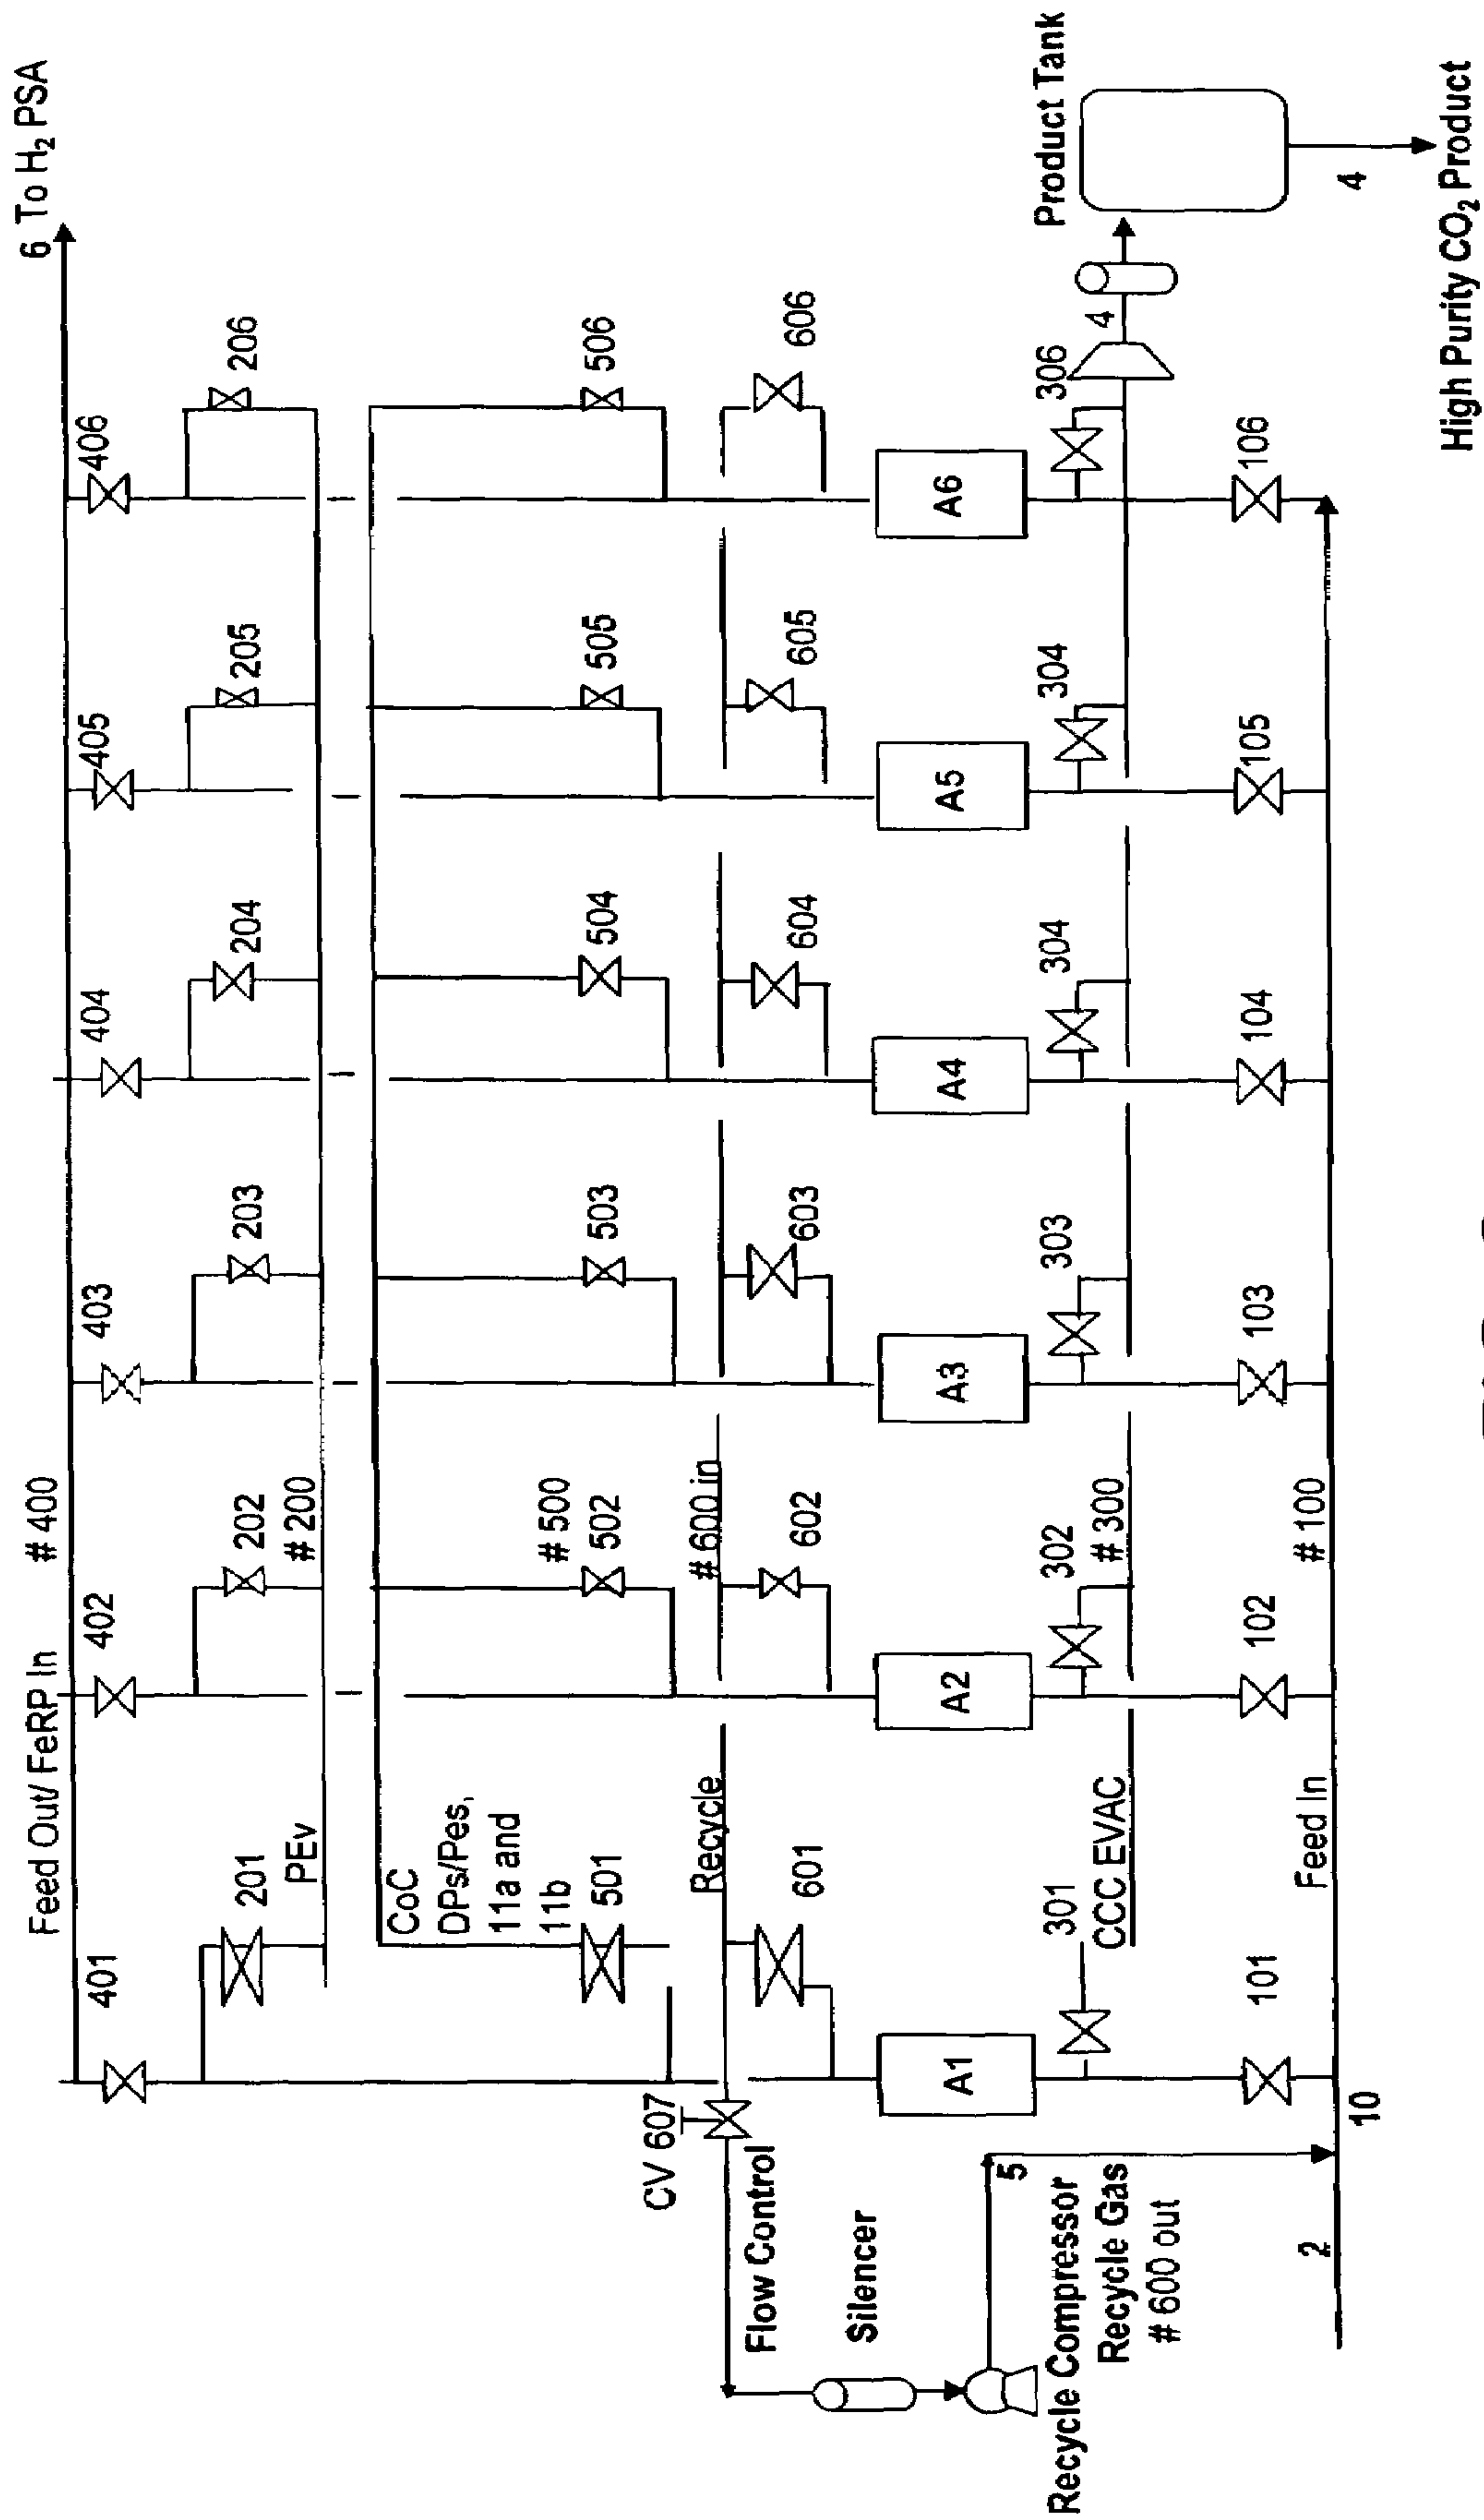 6 To H₂ PSA
Feed Out/ FeRP In
# 400
401
402
403
404
405
406
201
202
203
204
205
206
PEv
# 200
CoC
DPs/Pes,
11a and
11b
# 500
501
502
503
504
505
506
CV 607
Recycle
# 600 in
601
602
603
604
605
606
Flow Control
Silencer
A1
A2
A3
A4
A5
A6
5
Recycle Compressor
Recycle Gas
# 600 out
301
302
303
304
304
306
CCCC EVAC
# 300
4
Product Tank
101
102
103
104
105
106
2
10
Feed In
# 100
4
High Purity CO₂ Product